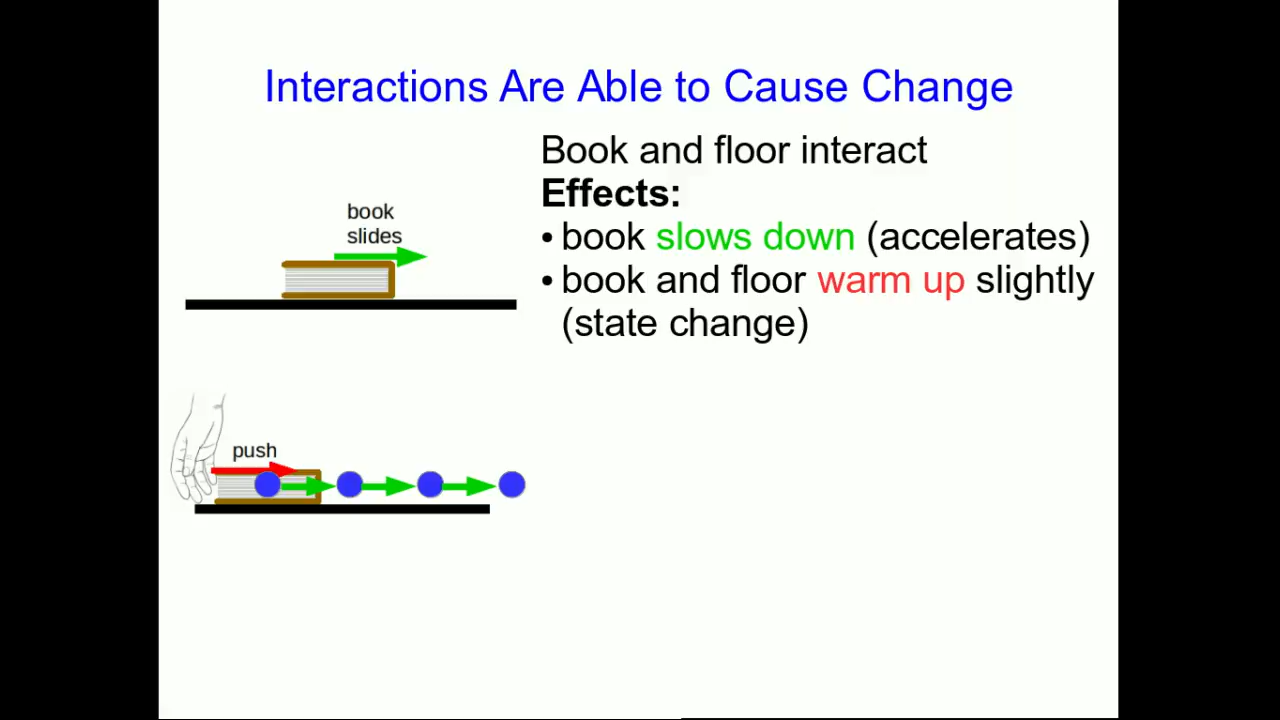 Interactions Are Able to Cause Change
Book and floor interact
Effects:
• book slows down (accelerates)
• book and floor warm up slightly
(state change)
book
slides
push